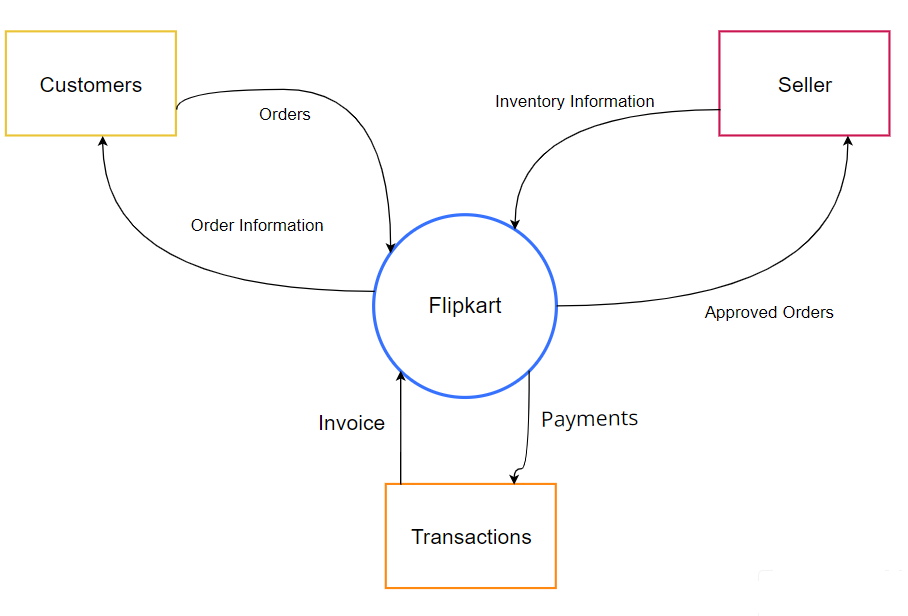 Customers
Seller
Inventory Information
Orders
Order Information
Flipkart
Approved Orders
Invoice
Payments
Transactions